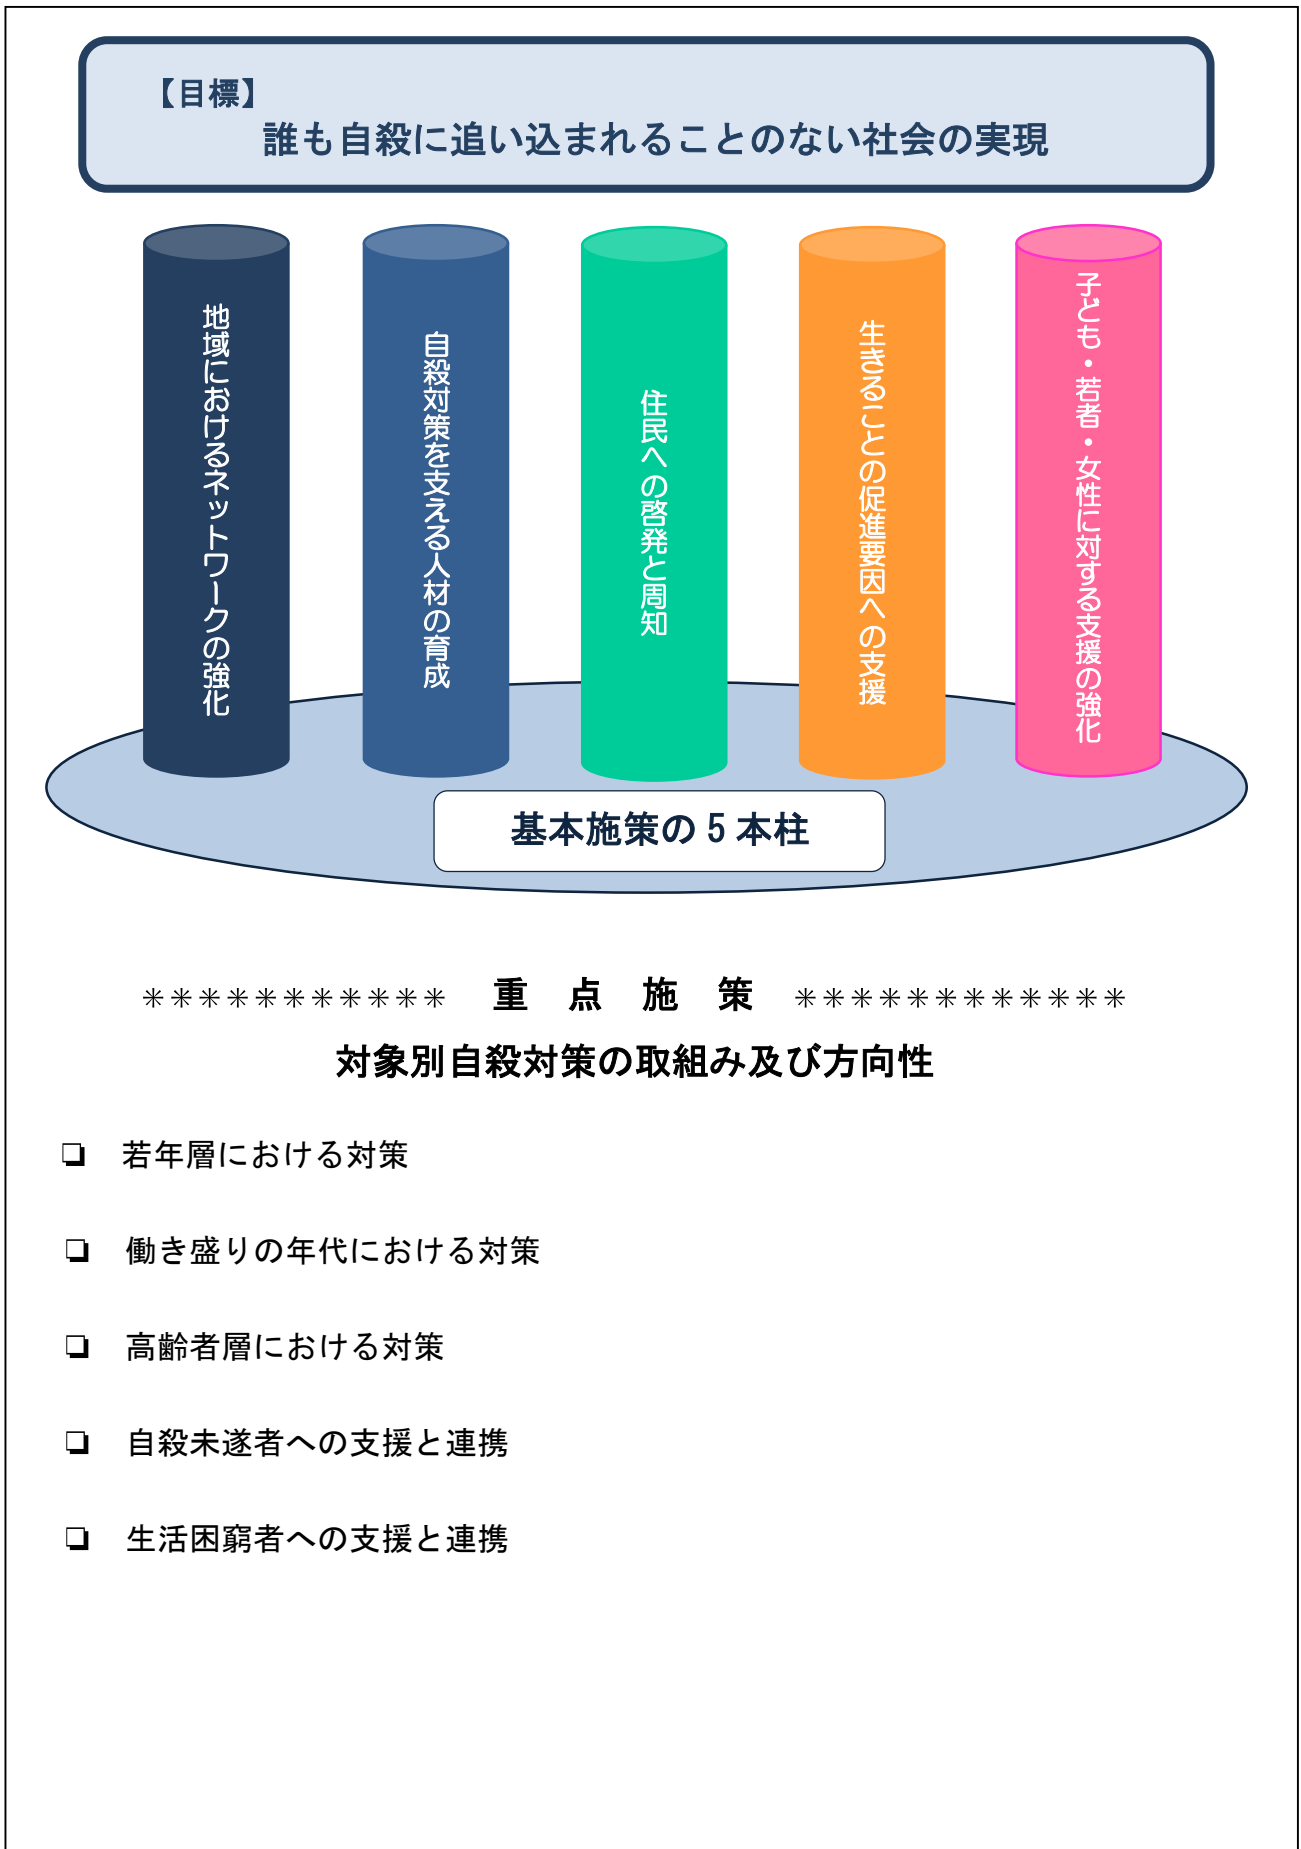 【目標】
誰も自殺に追い込まれることのない社会の実現
地域におけるネットワークの強化
自殺対策を支える人材の育成
住民への啓発と周知
生きることの促進要因への支援
子ども・若者・女性に対する支援の強化
基本施策の5本柱
＊＊＊＊＊＊＊＊＊＊＊　重　点　施　策　＊＊＊＊＊＊＊＊＊＊＊＊
対象別自殺対策の取組み及び方向性
❏　若年層における対策
❏　働き盛りの年代における対策
❏　高齢者層における対策
❏　自殺未遂者への支援と連携
❏　生活困窮者への支援と連携